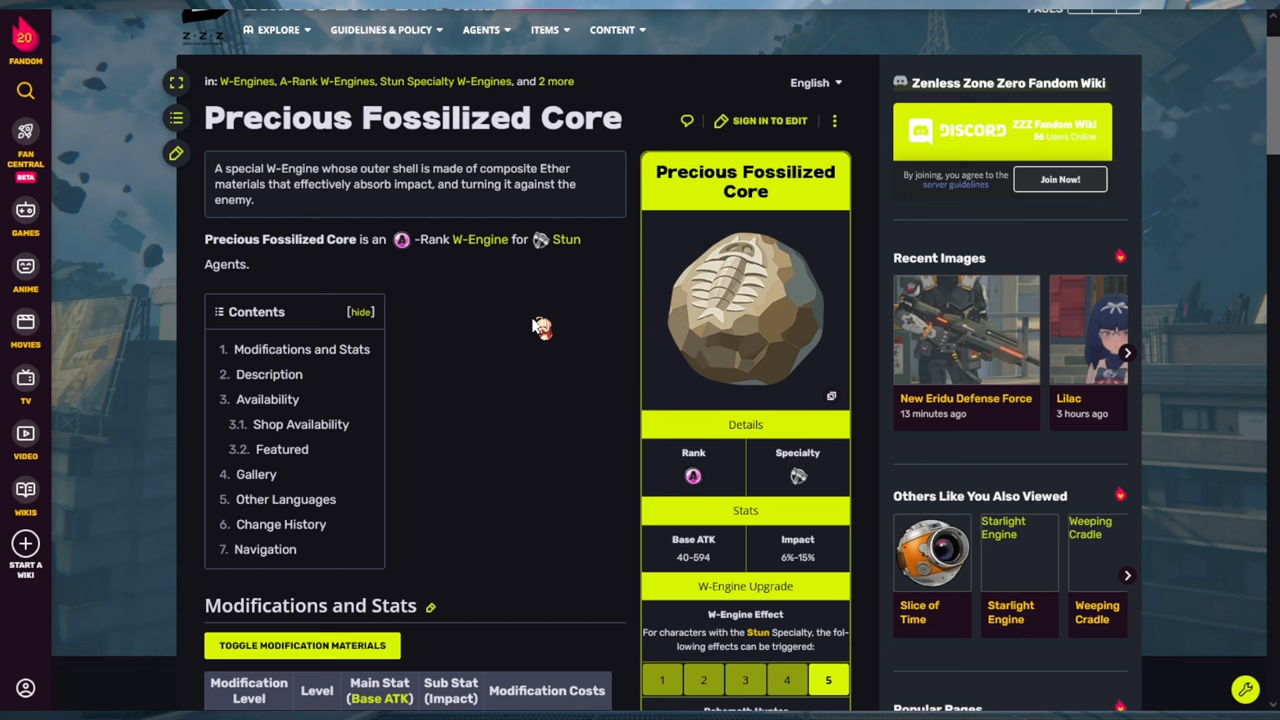 Z·Z·Z
EXPLORE
GUIDELINES & POLICY
AGENTS
ITEMS
CONTENT
20
FANDOM
FAN
CENTRAL
BETA
GAMES
ANIME
MOVIES
TV
VIDEO
WIKIS
START A
WIKI
in: W-Engines, A-Rank W-Engines, Stun Specialty W-Engines, and 2 more
English
Precious Fossilized Core
SIGN IN TO EDIT
A special W-Engine whose outer shell is made of composite Ether
materials that effectively absorb impact, and turning it against the
enemy.
Precious Fossilized Core is an A -Rank W-Engine for Stun
Agents.
Contents [hide]
1. Modifications and Stats
2. Description
3. Availability
3.1. Shop Availability
3.2. Featured
4. Gallery
5. Other Languages
6. Change History
7. Navigation
Modifications and Stats
TOGGLE MODIFICATION MATERIALS
Modification
Level
Level
Main Stat
(Base ATK)
Sub Stat
(Impact)
Modification Costs
Precious Fossilized
Core
Details
Rank Specialty
A
Stats
Base ATK Impact
40-594 6%-15%
W-Engine Upgrade
W-Engine Effect
For characters with the Stun Specialty, the fol-
lowing effects can be triggered:
1 2 3 4 5
Behemoth Hunter
Zenless Zone Zero Fandom Wiki
DISCORD
ZZZ Fandom Wiki
56 Users Online
By joining, you agree to the
server guidelines
Join Now!
Recent Images
New Eridu Defense Force
13 minutes ago
Lilac
3 hours ago
Others Like You Also Viewed
Starlight
Engine
Weeping
Cradle
Slice of
Time
Starlight
Engine
Weeping
Cradle
Popular Pages